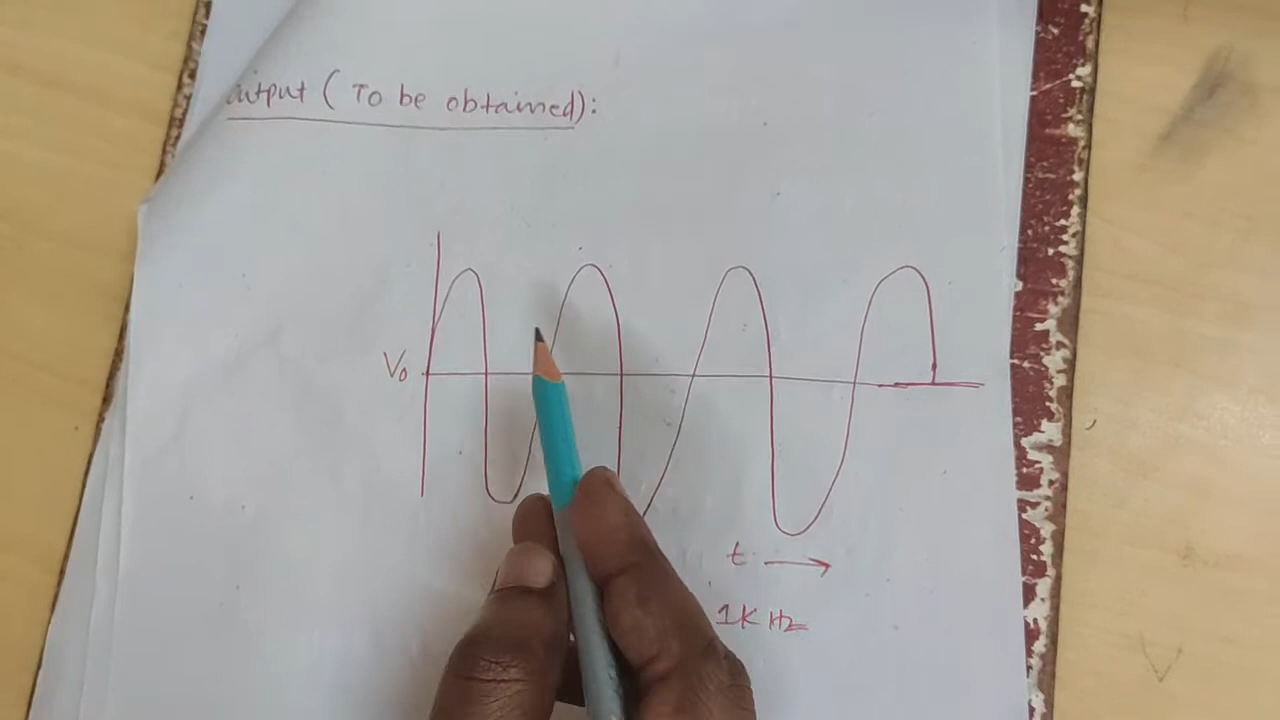 utput ( To be obtained):
V₀
t →
1K Hz